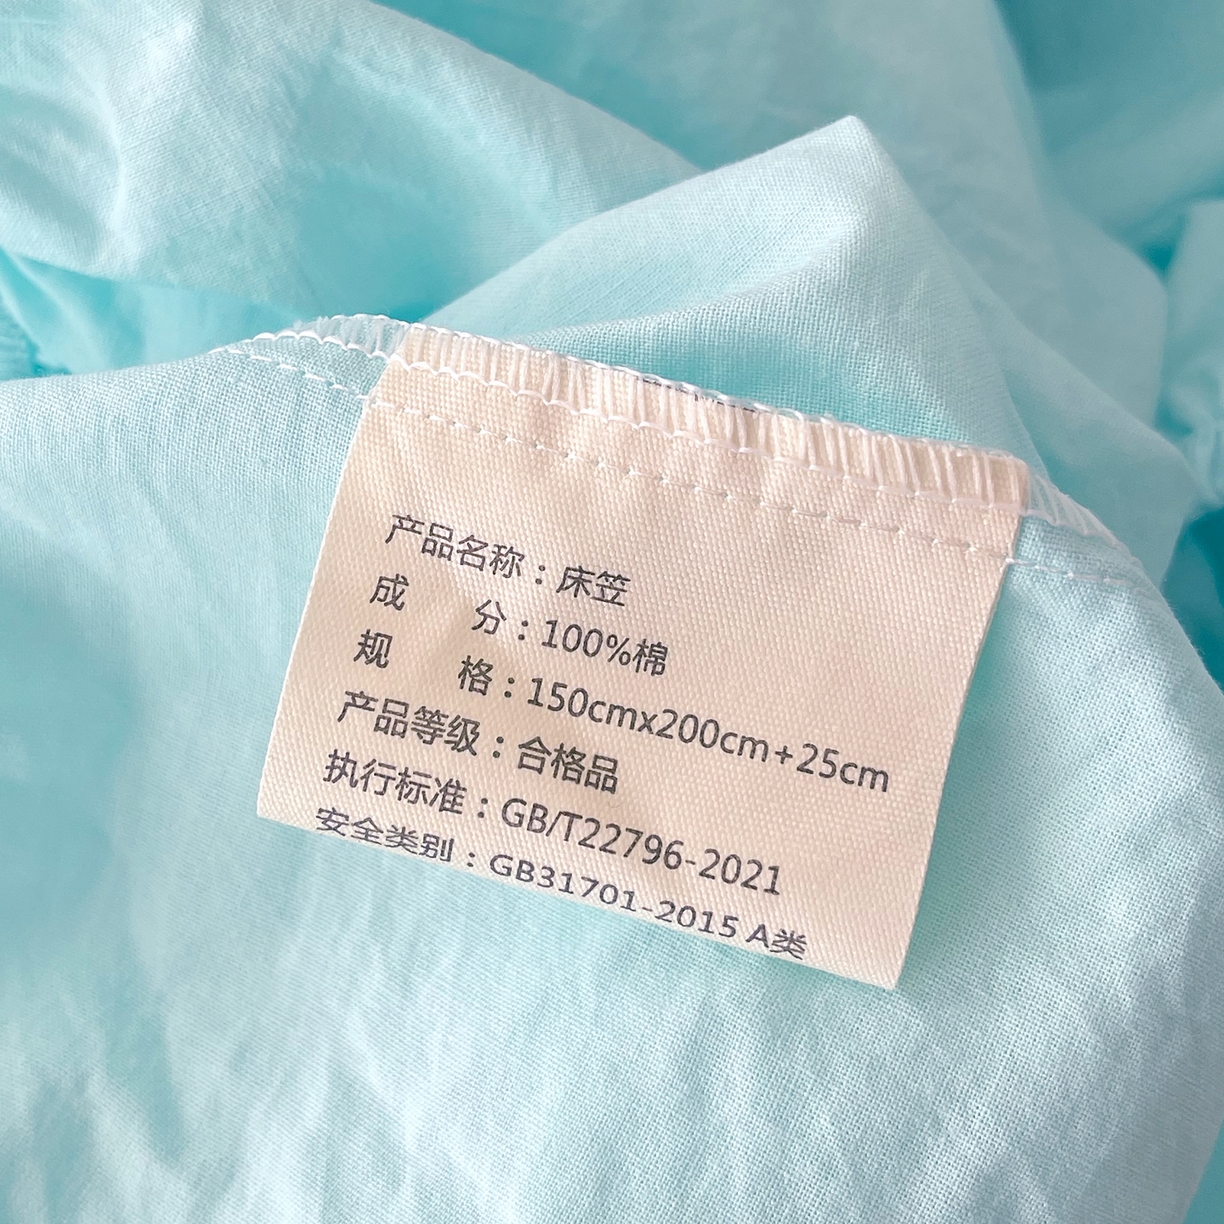 产品名称：床笠
成 分：100%棉
规 格：150cmx200cm+25cm
产品等级：合格品
执行标准：GB/T22796-2021
安全类别：GB31701-2015 A类